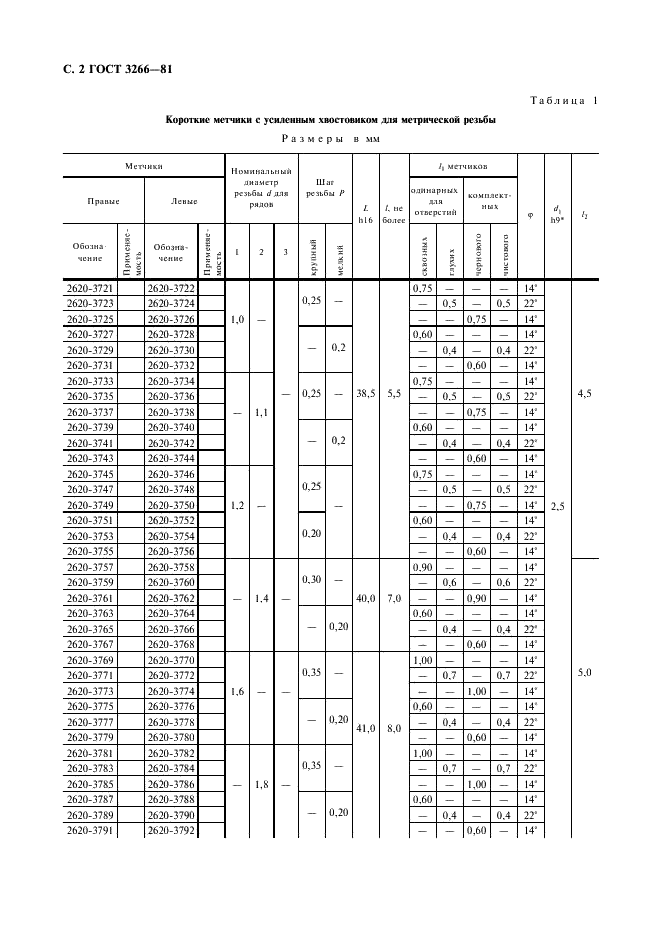 С. 2 ГОСТ 3266—81
Таблица 1
Короткие метчики с усиленным хвостовиком для метрической резьбы
Размеры в мм
Метчики Номинальный диаметр резьбы d для рядов Шаг резьбы P L h16 l, не более l₁ метчиков φ d₁ h9* l₂
Правые Левые одинарных для отверстий комплектных
Обозначение Применяемость Обозначение Применяемость 1 2 3 крупный мелкий сквозных глухих чернового чистового
2620-3721 2620-3722 1,0 — — 0,25 — 38,5 5,5 0,75 — — — 14° 2,5 4,5
2620-3723 2620-3724 — 0,5 — 0,5 22°
2620-3725 2620-3726 — — 0,75 — 14°
2620-3727 2620-3728 — 0,2 0,60 — — — 14°
2620-3729 2620-3730 — 0,4 — 0,4 22°
2620-3731 2620-3732 — — 0,60 — 14°
2620-3733 2620-3734 — 1,1 0,25 — 0,75 — — — 14°
2620-3735 2620-3736 — 0,5 — 0,5 22°
2620-3737 2620-3738 — — 0,75 — 14°
2620-3739 2620-3740 — 0,2 0,60 — — — 14°
2620-3741 2620-3742 — 0,4 — 0,4 22°
2620-3743 2620-3744 — — 0,60 — 14°
2620-3745 2620-3746 1,2 — 0,25 — 0,75 — — — 14°
2620-3747 2620-3748 — 0,5 — 0,5 22°
2620-3749 2620-3750 — — 0,75 — 14°
2620-3751 2620-3752 0,20 0,60 — — — 14°
2620-3753 2620-3754 — 0,4 — 0,4 22°
2620-3755 2620-3756 — — 0,60 — 14°
2620-3757 2620-3758 — 1,4 — 0,30 — 40,0 7,0 0,90 — — — 14° 5,0
2620-3759 2620-3760 — 0,6 — 0,6 22°
2620-3761 2620-3762 — — 0,90 — 14°
2620-3763 2620-3764 — 0,20 0,60 — — — 14°
2620-3765 2620-3766 — 0,4 — 0,4 22°
2620-3767 2620-3768 — — 0,60 — 14°
2620-3769 2620-3770 1,6 — — 0,35 — 41,0 8,0 1,00 — — — 14°
2620-3771 2620-3772 — 0,7 — 0,7 22°
2620-3773 2620-3774 — — 1,00 — 14°
2620-3775 2620-3776 — 0,20 0,60 — — — 14°
2620-3777 2620-3778 — 0,4 — 0,4 22°
2620-3779 2620-3780 — — 0,60 — 14°
2620-3781 2620-3782 — 1,8 — 0,35 — 1,00 — — — 14°
2620-3783 2620-3784 — 0,7 — 0,7 22°
2620-3785 2620-3786 — — 1,00 — 14°
2620-3787 2620-3788 — 0,20 0,60 — — — 14°
2620-3789 2620-3790 — 0,4 — 0,4 22°
2620-3791 2620-3792 — — 0,60 — 14°